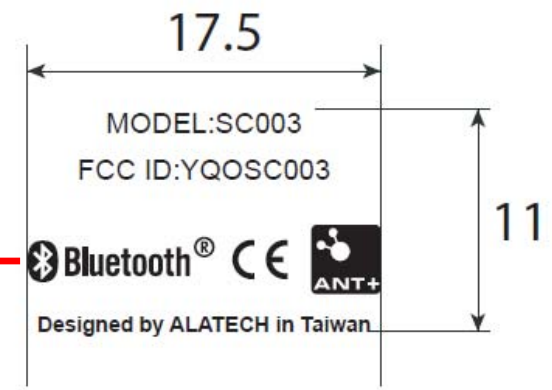 17.5
MODEL:SC003
FCC ID:YQOSC003
11
Bluetooth® CE ANT+
Designed by ALATECH in Taiwan